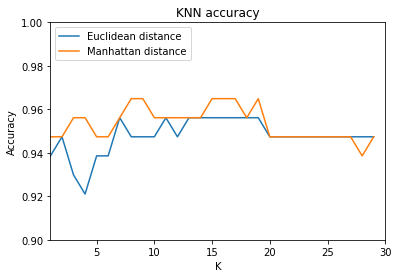 KNN accuracy
Euclidean distance
Manhattan distance
1.00
0.98
0.96
0.94
0.92
0.90
Accuracy
5
10
15
20
25
30
K